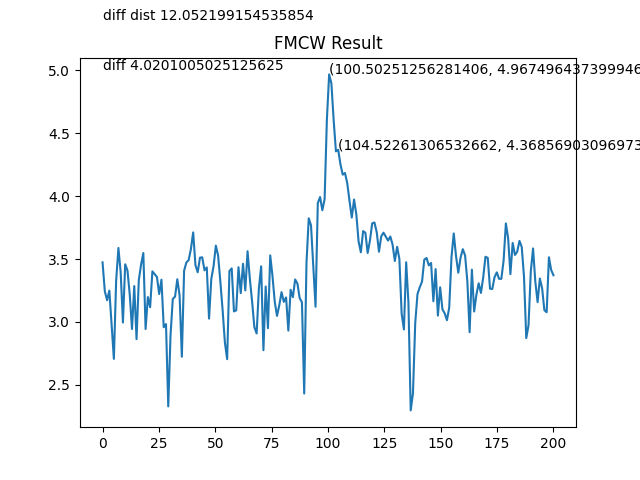 diff dist 12.052199154535854
FMCW Result
diff 4.0201005025125625
(100.50251256281406, 4.967496437399946
(104.52261306532662, 4.36856903096973
5.0
4.5
4.0
3.5
3.0
2.5
0 25 50 75 100 125 150 175 200